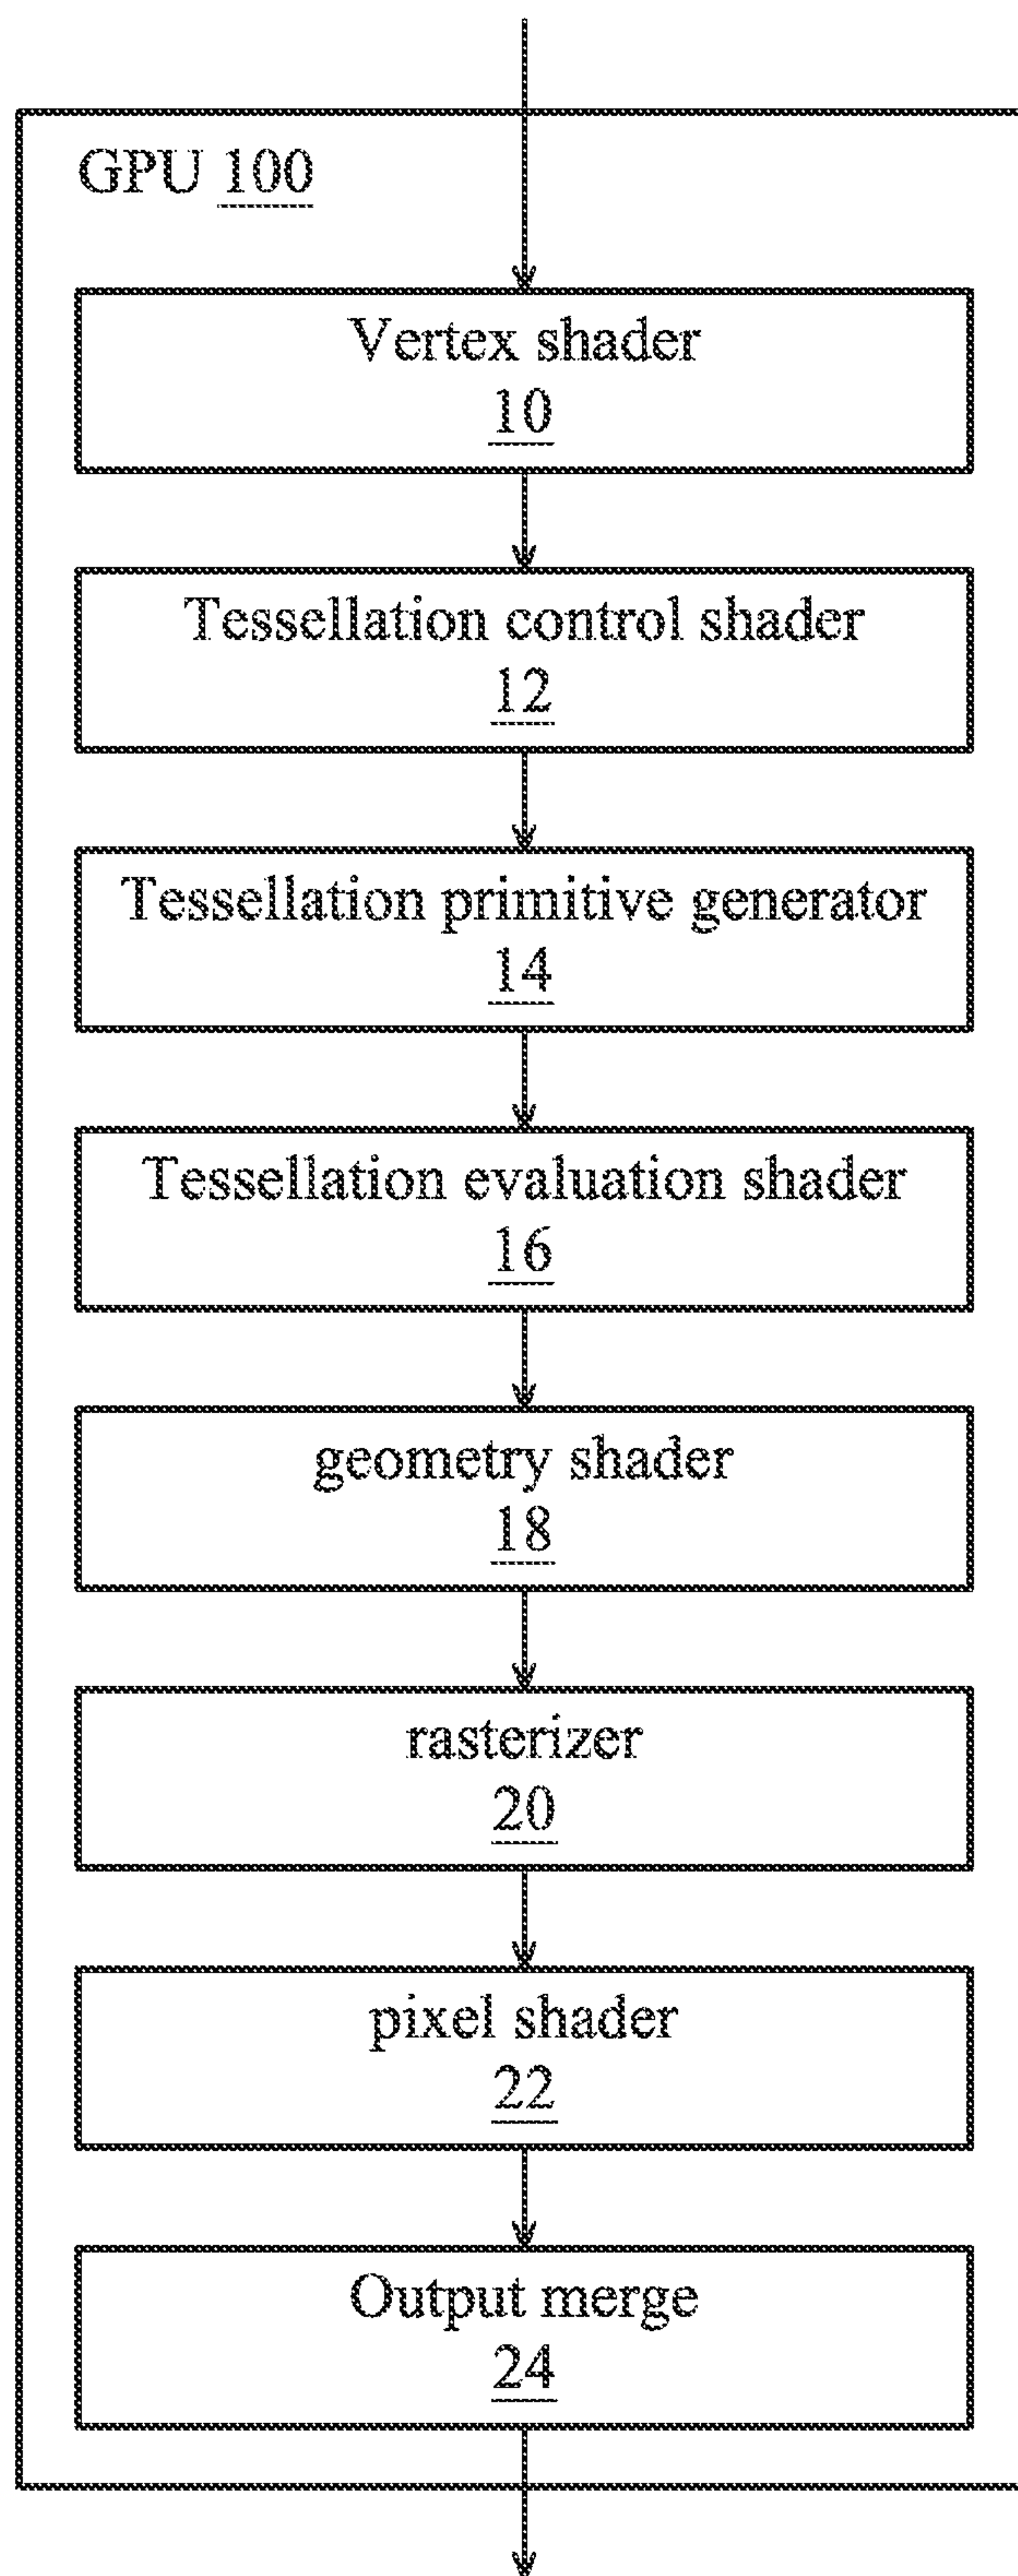 GPU 100
Vertex shader
10
Tessellation control shader
12
Tessellation primitive generator
14
Tessellation evaluation shader
16
geometry shader
18
rasterizer
20
pixel shader
22
Output merge
24